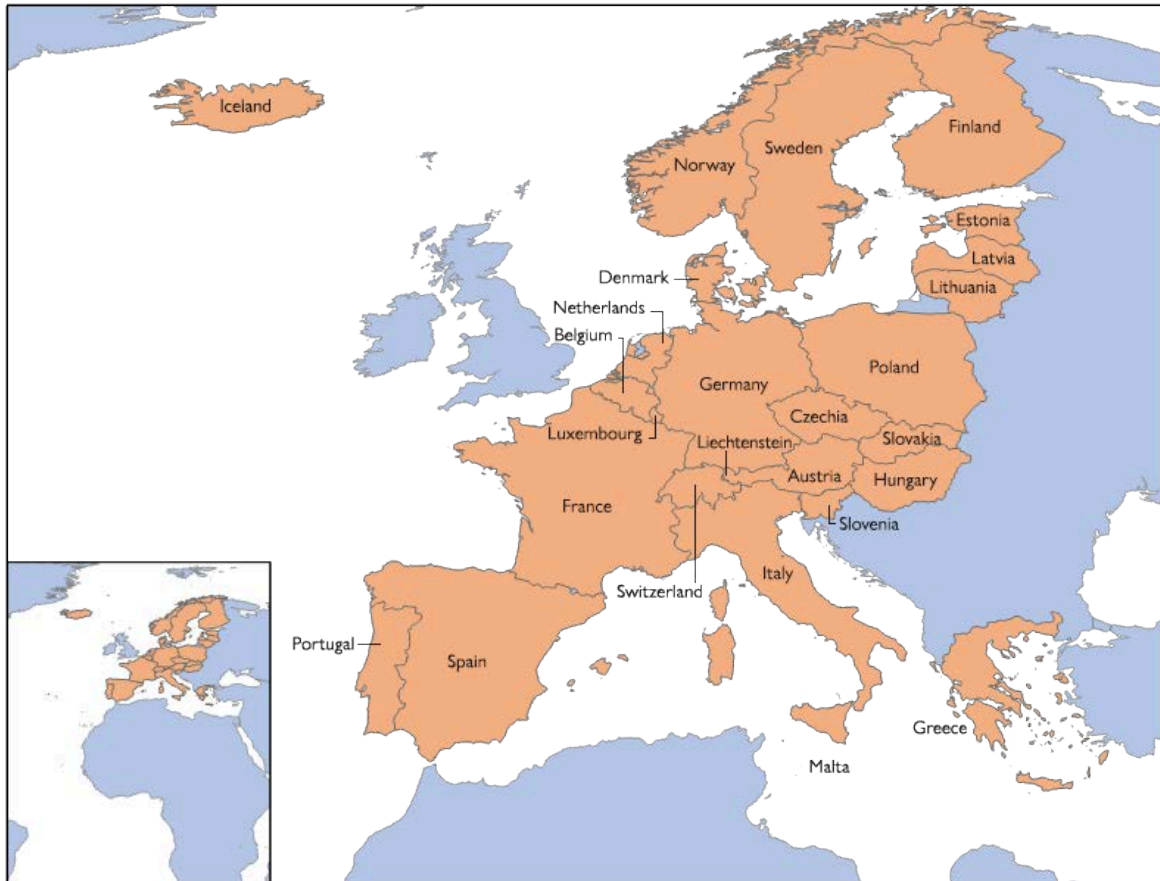 Iceland
Finland
Sweden
Norway
Estonia
Latvia
Denmark
Lithuania
Netherlands
Belgium
Poland
Germany
Czechia
Luxembourg
Liechtenstein
Slovakia
Austria
Hungary
France
Slovenia
Italy
Switzerland
Portugal
Spain
Greece
Malta